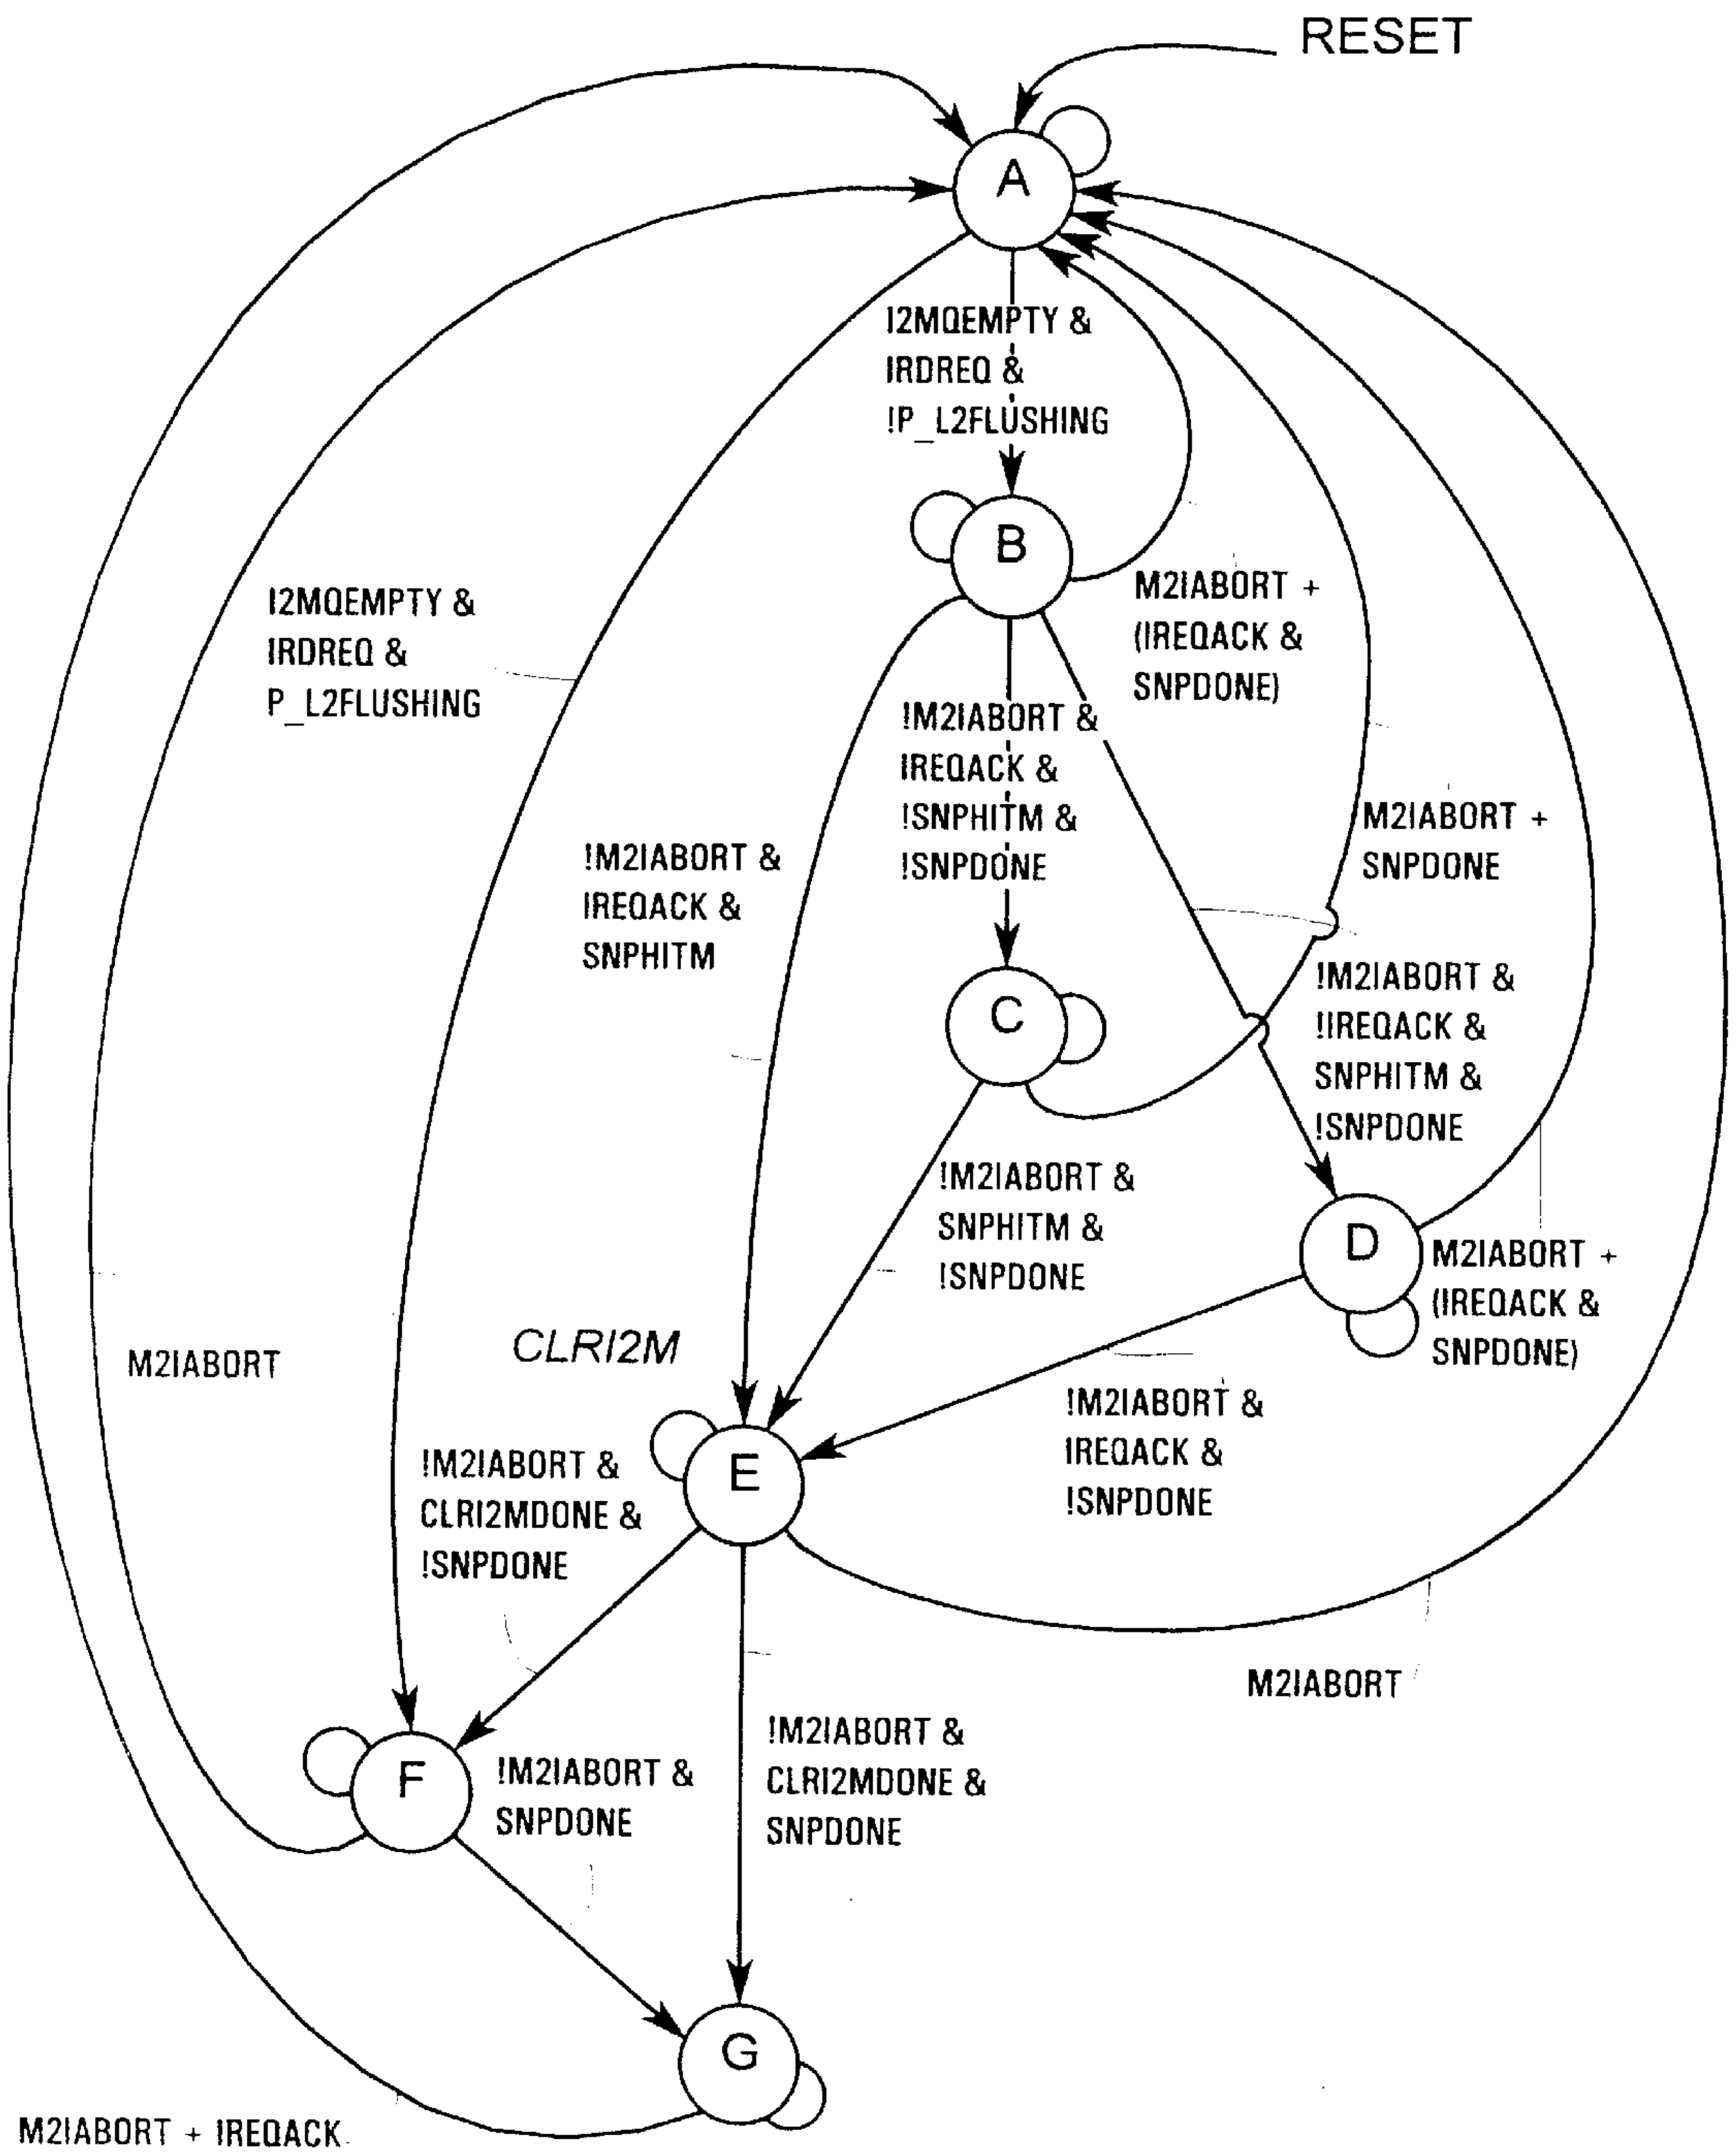 RESET
A
I2MQEMPTY &
IRDREQ &
!P_L2FLUSHING
B
M2IABORT +
(IREQACK &
SNPDONE)
I2MQEMPTY &
IRDREQ &
P_L2FLUSHING
!M2IABORT &
IREQACK &
!SNPHITM &
!SNPDONE
!M2IABORT &
IREQACK &
SNPHITM
M2IABORT +
SNPDONE
C
!M2IABORT &
!IREQACK &
SNPHITM &
!SNPDONE
!M2IABORT &
SNPHITM &
!SNPDONE
D
M2IABORT +
(IREQACK &
SNPDONE)
CLRI2M
M2IABORT
!M2IABORT &
IREQACK &
!SNPDONE
E
!M2IABORT &
CLRI2MDONE &
!SNPDONE
M2IABORT
F
!M2IABORT &
SNPDONE
!M2IABORT &
CLRI2MDONE &
SNPDONE
G
M2IABORT + IREQACK